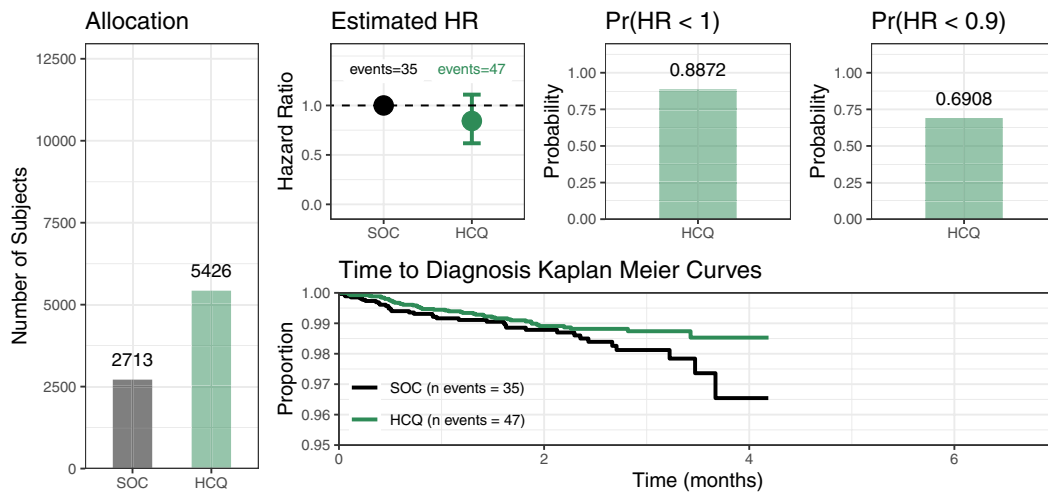 Allocation
Number of Subjects
12500
10000
7500
5000
2500
0
2713
5426
SOC
HCQ
Estimated HR
Hazard Ratio
1.0
0.5
0.0
events=35
events=47
SOC
HCQ
Pr(HR < 1)
Probability
1.00
0.75
0.50
0.25
0.00
0.8872
HCQ
Pr(HR < 0.9)
Probability
1.00
0.75
0.50
0.25
0.00
0.6908
HCQ
Time to Diagnosis Kaplan Meier Curves
Proportion
1.00
0.99
0.98
0.97
0.96
0.95
SOC (n events = 35)
HCQ (n events = 47)
0
2
4
6
Time (months)